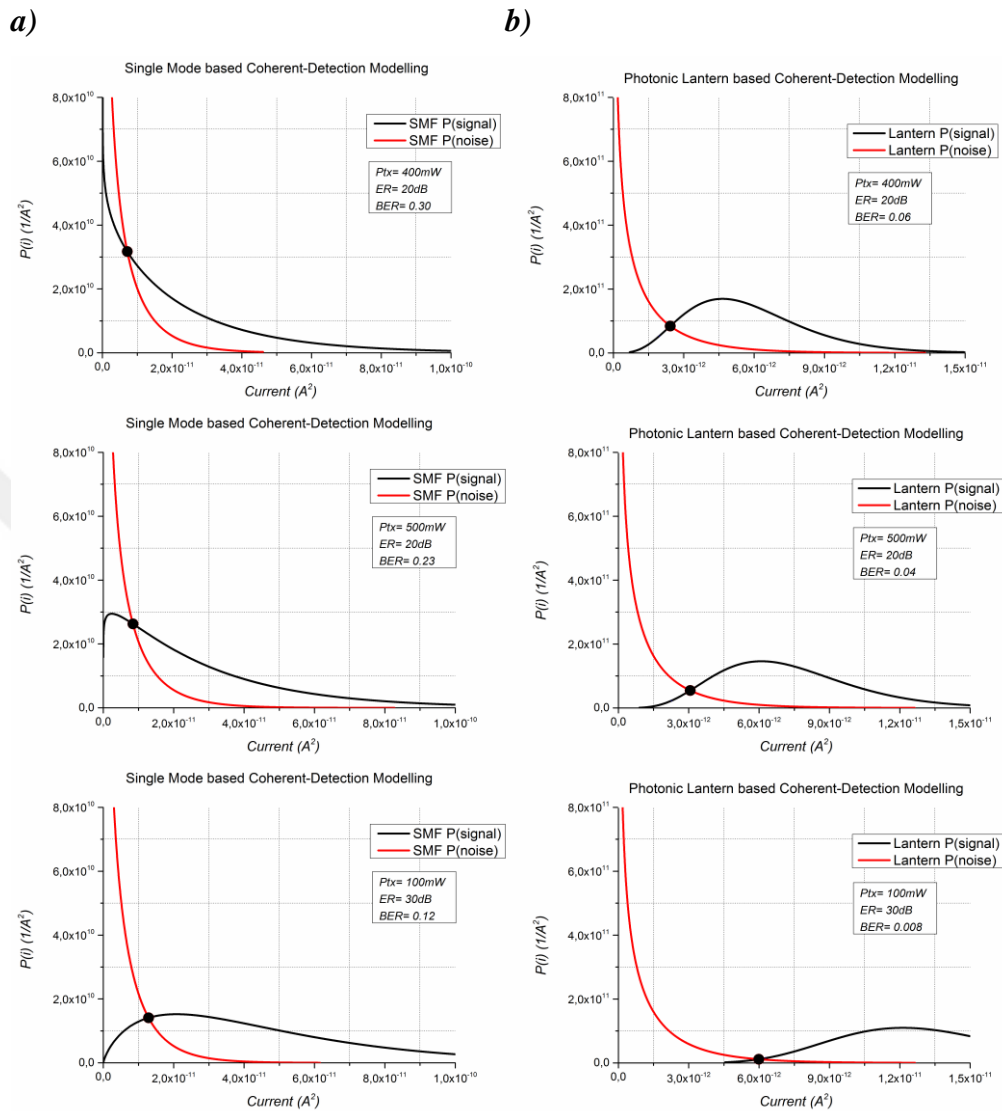 a)
b)
Single Mode based Coherent-Detection Modelling
8,0x10¹⁰
6,0x10¹⁰
4,0x10¹⁰
2,0x10¹⁰
0,0
P(i) (1/A²)
SMF P(signal)
SMF P(noise)
Ptx= 400mW
ER= 20dB
BER= 0.30
0,0
2,0x10⁻¹¹
4,0x10⁻¹¹
6,0x10⁻¹¹
8,0x10⁻¹¹
1,0x10⁻¹⁰
Current (A²)
Photonic Lantern based Coherent-Detection Modelling
8,0x10¹¹
6,0x10¹¹
4,0x10¹¹
2,0x10¹¹
0,0
P(i) (1/A²)
Lantern P(signal)
Lantern P(noise)
Ptx= 400mW
ER= 20dB
BER= 0.06
0,0
3,0x10⁻¹²
6,0x10⁻¹²
9,0x10⁻¹²
1,2x10⁻¹¹
1,5x10⁻¹¹
Current (A²)
Single Mode based Coherent-Detection Modelling
8,0x10¹⁰
6,0x10¹⁰
4,0x10¹⁰
2,0x10¹⁰
0,0
P(i) (1/A²)
SMF P(signal)
SMF P(noise)
Ptx= 500mW
ER= 20dB
BER= 0.23
0,0
2,0x10⁻¹¹
4,0x10⁻¹¹
6,0x10⁻¹¹
8,0x10⁻¹¹
1,0x10⁻¹⁰
Current (A²)
Photonic Lantern based Coherent-Detection Modelling
8,0x10¹¹
6,0x10¹¹
4,0x10¹¹
2,0x10¹¹
0,0
P(i) (1/A²)
Lantern P(signal)
Lantern P(noise)
Ptx= 500mW
ER= 20dB
BER= 0.04
0,0
3,0x10⁻¹²
6,0x10⁻¹²
9,0x10⁻¹²
1,2x10⁻¹¹
1,5x10⁻¹¹
Current (A²)
Single Mode based Coherent-Detection Modelling
8,0x10¹⁰
6,0x10¹⁰
4,0x10¹⁰
2,0x10¹⁰
0,0
P(i) (1/A²)
SMF P(signal)
SMF P(noise)
Ptx= 100mW
ER= 30dB
BER= 0.12
0,0
2,0x10⁻¹¹
4,0x10⁻¹¹
6,0x10⁻¹¹
8,0x10⁻¹¹
1,0x10⁻¹⁰
Current (A²)
Photonic Lantern based Coherent-Detection Modelling
8,0x10¹¹
6,0x10¹¹
4,0x10¹¹
2,0x10¹¹
0,0
P(i) (1/A²)
Lantern P(signal)
Lantern P(noise)
Ptx= 100mW
ER= 30dB
BER= 0.008
0,0
3,0x10⁻¹²
6,0x10⁻¹²
9,0x10⁻¹²
1,2x10⁻¹¹
1,5x10⁻¹¹
Current (A²)